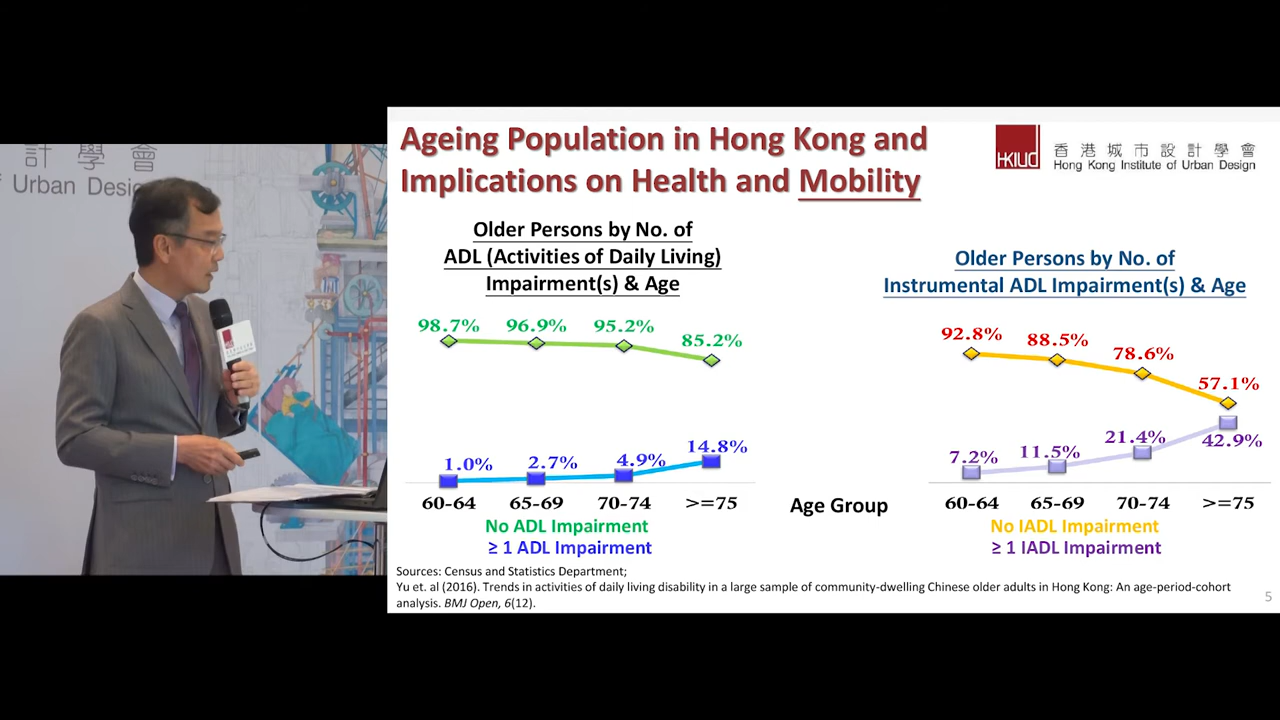 計 學 會
Urban Desig
Ageing Population in Hong Kong and
Implications on Health and Mobility
HKIUD
香 港 城 市 設 計 學 會
Hong Kong Institute of Urban Design
Older Persons by No. of
ADL (Activities of Daily Living)
Impairment(s) & Age
98.7% 96.9% 95.2% 85.2%
1.0% 2.7% 4.9% 14.8%
60-64 65-69 70-74 >=75
No ADL Impairment
≥ 1 ADL Impairment
Age Group
Older Persons by No. of
Instrumental ADL Impairment(s) & Age
92.8% 88.5% 78.6% 57.1%
7.2% 11.5% 21.4% 42.9%
60-64 65-69 70-74 >=75
No IADL Impairment
≥ 1 IADL Impairment
Sources: Census and Statistics Department;
Yu et. al (2016). Trends in activities of daily living disability in a large sample of community-dwelling Chinese older adults in Hong Kong: An age-period-cohort
analysis. BMJ Open, 6(12).
5